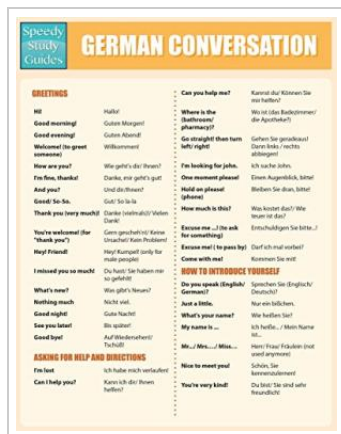 Speedy
Study
Guides
GERMAN CONVERSATION
GREETINGS
Hi! Hallo!
Good morning! Guten Morgen!
Good evening! Guten Abend!
Welcome! (to greet Willkommen!
someone)
How are you? Wie geht's dir/ Ihnen?
I'm fine, thanks! Danke, mir geht's gut!
And you? Und dir/Ihnen?
Good/ So-So. Gut/ So la-la
Thank you (very much)! Danke (vielmals)!/ Vielen
Dank!
You're welcome! (for Gern geschehn!/ Keine
"thank you") Ursache!/ Kein Problem!
Hey! Friend! Hey! Kumpel! (only for
male people)
I missed you so much! Du hast/ Sie haben mir
so gefehlt!
What's new? Was gibt's Neues?
Nothing much Nicht viel.
Good night! Gute Nacht!
See you later! Bis später!
Good bye! Auf Wiedersehen!/
Tschüß!
ASKING FOR HELP AND DIRECTIONS
I'm lost Ich habe mich verlaufen!
Can I help you? Kann ich dir/ Ihnen
helfen?
Can you help me? Kannst du/ Können Sie
mir helfen?
Where is the Wo ist (das Badezimmer/
(bathroom/ die Apotheke?)
pharmacy)?
Go straight! then turn Gehen Sie geradeaus!
left/ right! Dann links / rechts
abbiegen!
I'm looking for john. Ich suche John.
One moment please! Einen Augenblick, bitte!
Hold on please! Bleiben Sie dran, bitte!
(phone)
How much is this? Was kostet das?/ Wie
teuer ist das?
Excuse me ...! (to ask Entschuldigen Sie bitte...!
for something)
Excuse me! ( to pass by) Darf ich mal vorbei?
Come with me! Kommen Sie mit!
HOW TO INTRODUCE YOURSELF
Do you speak (English/ Sprechen Sie (Englisch/
German)? Deutsch)?
Just a little. Nur ein bißchen.
What's your name? Wie heißen Sie?
My name is ... Ich heiße.. / Mein Name
ist...
Mr.../ Mrs..../ Miss... Herr/ Frau/ Fräulein (not
used anymore)
Nice to meet you! Schön, Sie
kennenzulernen!
You're very kind! Du bist/ Sie sind sehr
freundlich!